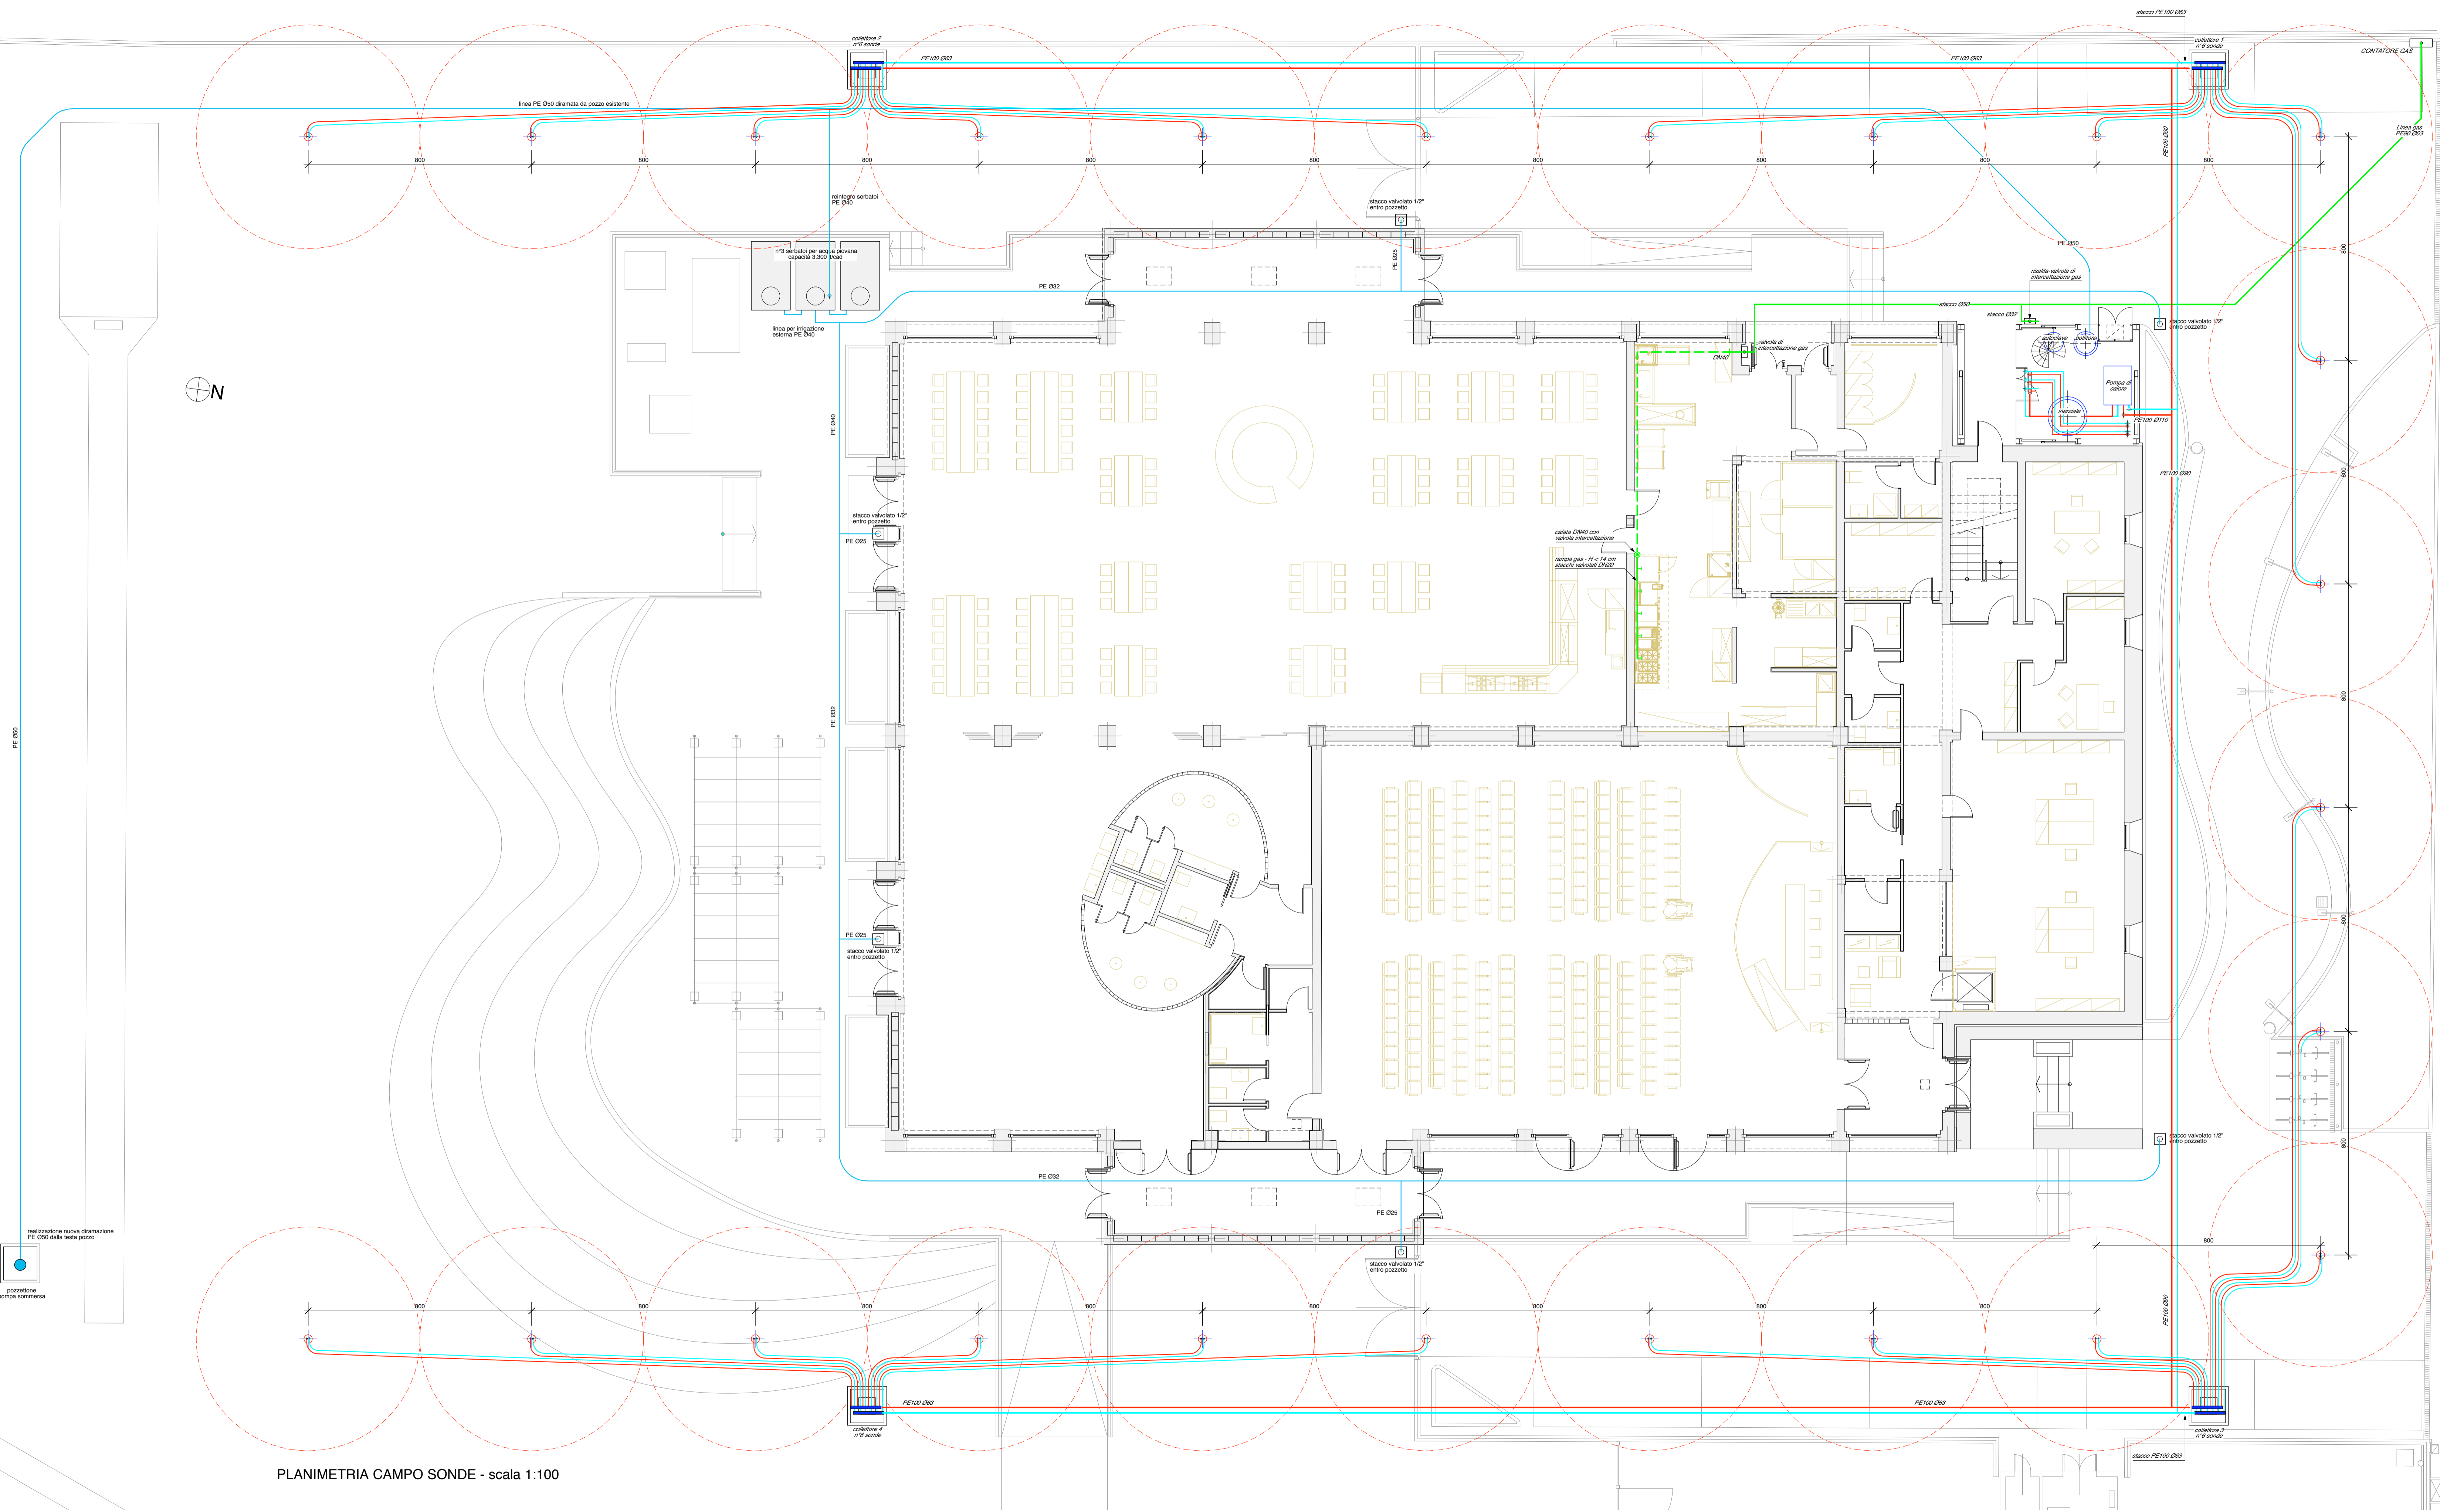 stacco PE100 Ø63
collettore 2
n°6 sonde
collettore 1
n°6 sonde
CONTATORE GAS
PE100 Ø63
PE100 Ø63
linea PE Ø50 diramata da pozzo esistente
Linea gas
PE80 Ø63
PE100 Ø90
800
800
800
800
800
800
800
800
800
reintegro serbatoi
PE Ø40
stacco valvolato 1/2"
entro pozzetto
n°3 serbatoi per acqua piovana
capacità 3.300 lt/cad
PE Ø25
PE Ø50
800
risalita-valvola di
intercettazione gas
PE Ø32
stacco Ø50
stacco Ø32
linea per irrigazione
esterna PE Ø40
stacco valvolato 1/2"
entro pozzetto
valvola di
intercettazione gas
autoclave
bollitore
DN40
N
Pompa di
calore
inerziale
PE100 Ø110
PE Ø40
PE100 Ø90
800
stacco valvolato 1/2"
entro pozzetto
PE Ø25
calata DN40 con
valvola intercettazione
rampa gas - H < 14 cm
stacchi valvolati DN20
800
PE Ø32
PE Ø50
PE Ø25
stacco valvolato 1/2"
entro pozzetto
800
stacco valvolato 1/2"
entro pozzetto
800
PE Ø32
PE Ø25
realizzazione nuova diramazione
PE Ø50 dalla testa pozzo
stacco valvolato 1/2"
entro pozzetto
800
pozzettone
pompa sommersa
800
800
800
800
800
800
800
800
PE100 Ø90
PE100 Ø63
PE100 Ø63
collettore 4
n°6 sonde
collettore 3
n°6 sonde
stacco PE100 Ø63
PLANIMETRIA CAMPO SONDE - scala 1:100